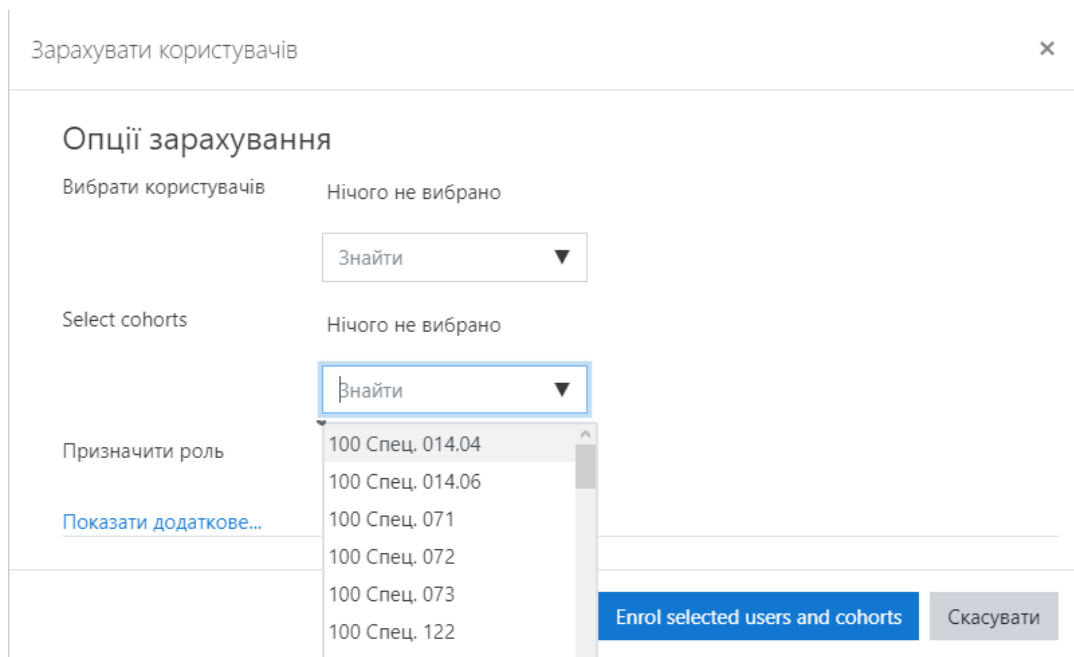 Зарахувати користувачів ×
Опції зарахування
Вибрати користувачів Нічого не вибрано
Знайти ▼
Select cohorts Нічого не вибрано
Знайти ▼
Призначити роль
100 Спец. 014.04
100 Спец. 014.06
Показати додаткове...
100 Спец. 071
100 Спец. 072
100 Спец. 073
100 Спец. 122
Enrol selected users and cohorts Скасувати